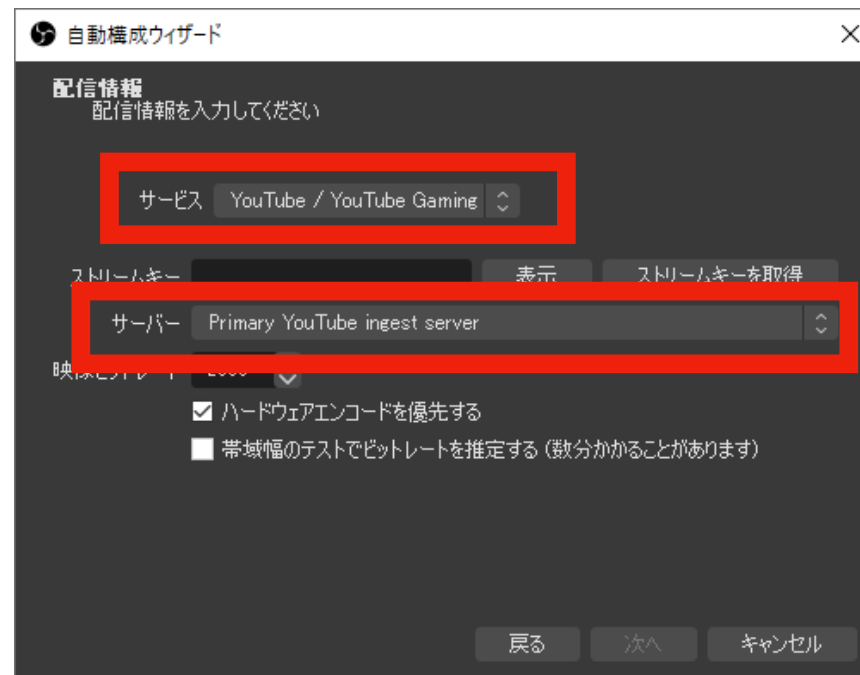 自動構成ウィザード
配信情報
配信情報を入力してください
サービス YouTube / YouTube Gaming
ストリームキー 表示 ストリームキーを取得
サーバー Primary YouTube ingest server
ハードウェアエンコードを優先する
帯域幅のテストでビットレートを推定する (数分かかることがあります)
戻る 次へ キャンセル